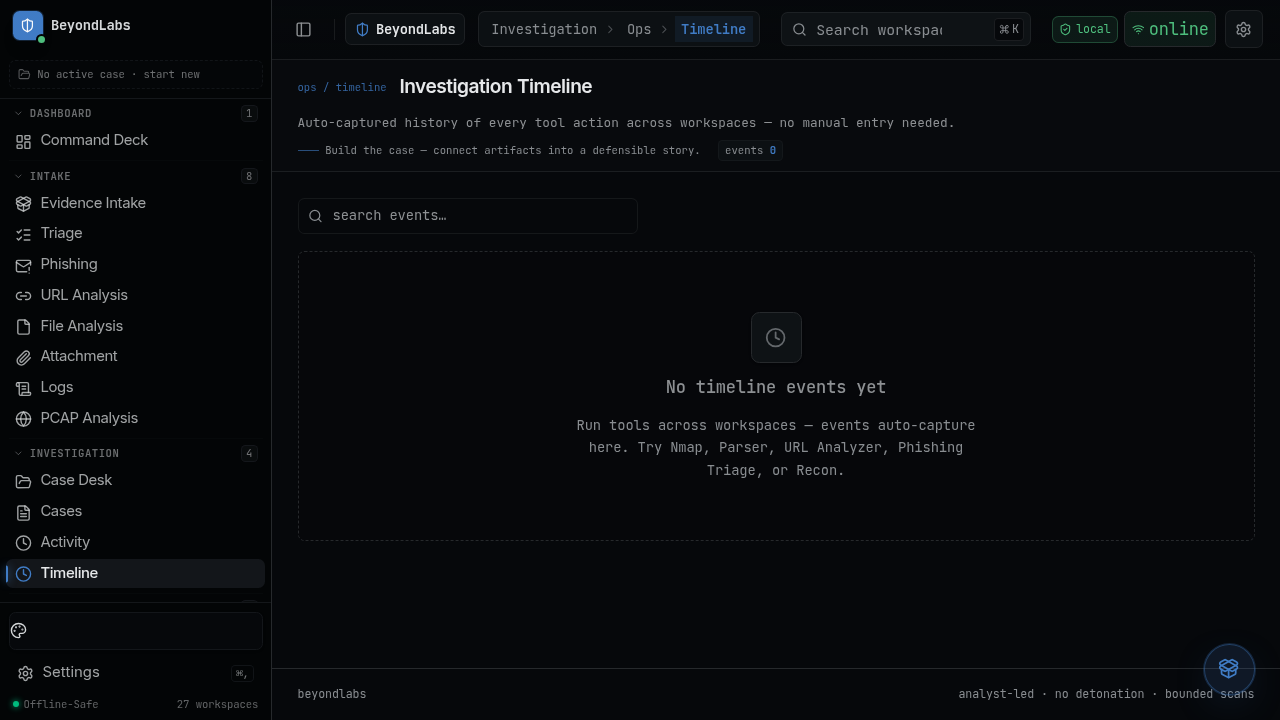 BeyondLabs
No active case · start new
DASHBOARD 1
Command Deck
INTAKE 8
Evidence Intake
Triage
Phishing
URL Analysis
File Analysis
Attachment
Logs
PCAP Analysis
INVESTIGATION 4
Case Desk
Cases
Activity
Timeline
Settings ⌘,
Offline-Safe 27 workspaces
BeyondLabs Investigation Ops Timeline Search workspac ⌘K local online
ops / timeline Investigation Timeline
Auto-captured history of every tool action across workspaces — no manual entry needed.
Build the case — connect artifacts into a defensible story. events 0
search events…
No timeline events yet
Run tools across workspaces — events auto-capture
here. Try Nmap, Parser, URL Analyzer, Phishing
Triage, or Recon.
beyondlabs analyst-led · no detonation · bounded scans